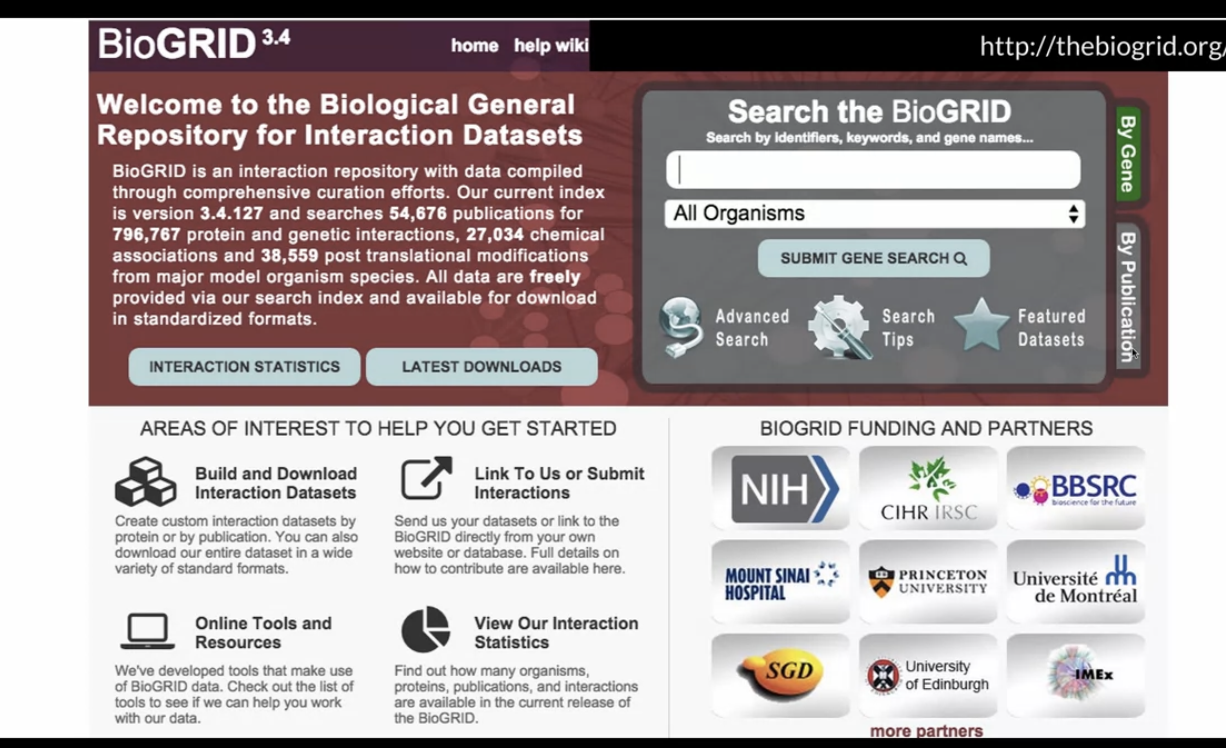 BioGRID 3.4
home help wiki
http://thebiogrid.org/
Welcome to the Biological General
Repository for Interaction Datasets
BioGRID is an interaction repository with data compiled
through comprehensive curation efforts. Our current index
is version 3.4.127 and searches 54,676 publications for
796,767 protein and genetic interactions, 27,034 chemical
associations and 38,559 post translational modifications
from major model organism species. All data are freely
provided via our search index and available for download
in standardized formats.
INTERACTION STATISTICS
LATEST DOWNLOADS
Search the BioGRID
Search by identifiers, keywords, and gene names...
All Organisms
SUBMIT GENE SEARCH
Advanced
Search
Search
Tips
Featured
Datasets
By Gene
By Publication
AREAS OF INTEREST TO HELP YOU GET STARTED
Build and Download
Interaction Datasets
Create custom interaction datasets by
protein or by publication. You can also
download our entire dataset in a wide
variety of standard formats.
Link To Us or Submit
Interactions
Send us your datasets or link to the
BioGRID directly from your own
website or database. Full details on
how to contribute are available here.
Online Tools and
Resources
We've developed tools that make use
of BioGRID data. Check out the list of
tools to see if we can help you work
with our data.
View Our Interaction
Statistics
Find out how many organisms,
proteins, publications, and interactions
are available in the current release of
the BioGRID.
BIOGRID FUNDING AND PARTNERS
NIH
CIHR IRSC
BBSRC
bioscience for the future
MOUNT SINAI
HOSPITAL
PRINCETON
UNIVERSITY
Université
de Montréal
SGD
University
of Edinburgh
IMEx
more partners